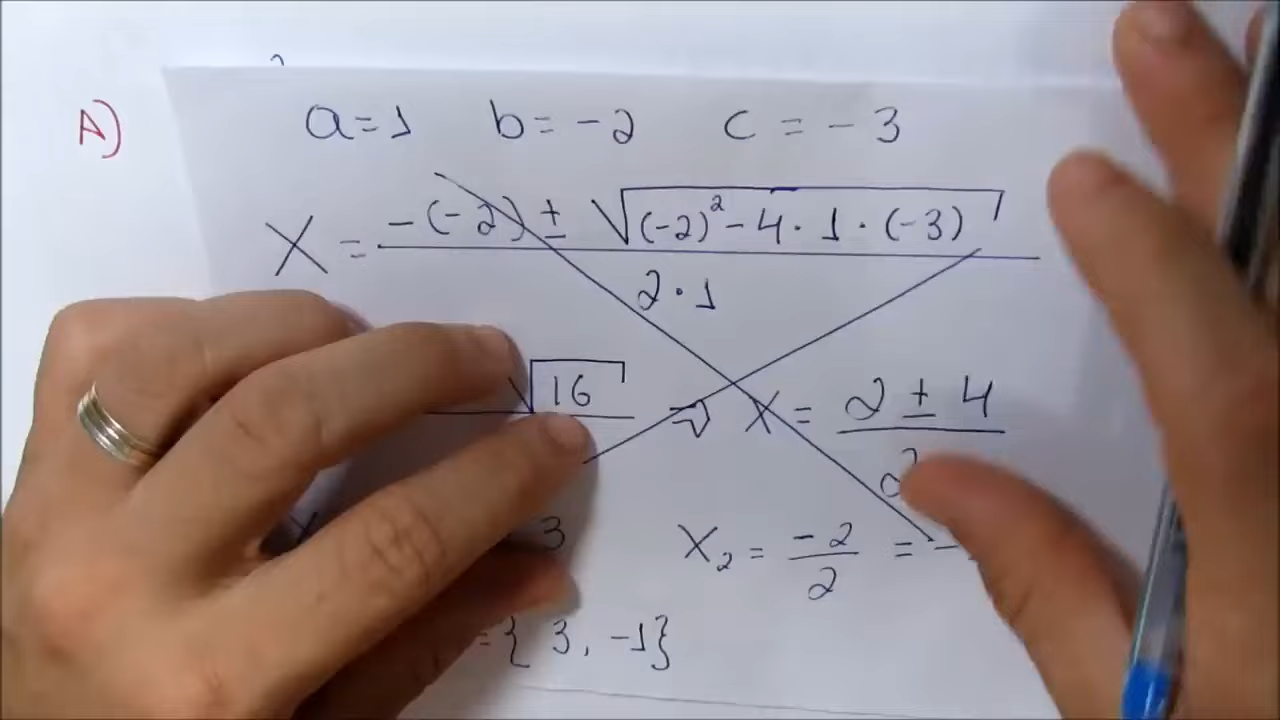 A) a=1 b=-2 c=-3
X = -(-2) ± √(-2)² - 4 · 1 · (-3)
2 · 1
√16 ⇒ X = 2 ± 4
2
3 X₂ = -2/2 = -
={3, -1}